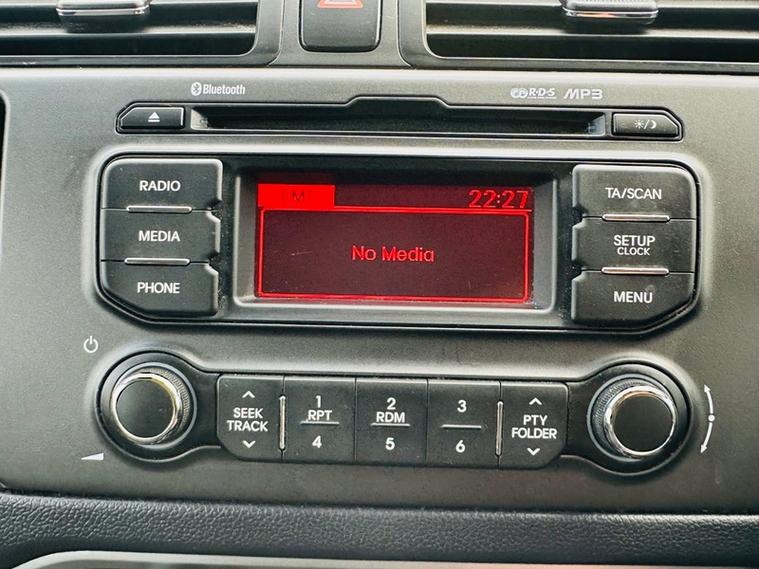 Bluetooth
R·D·S MP3
RADIO
22:27
TA/SCAN
MEDIA
No Media
SETUP
CLOCK
PHONE
MENU
SEEK
TRACK
1
RPT
4
2
RDM
5
3
6
PTY
FOLDER